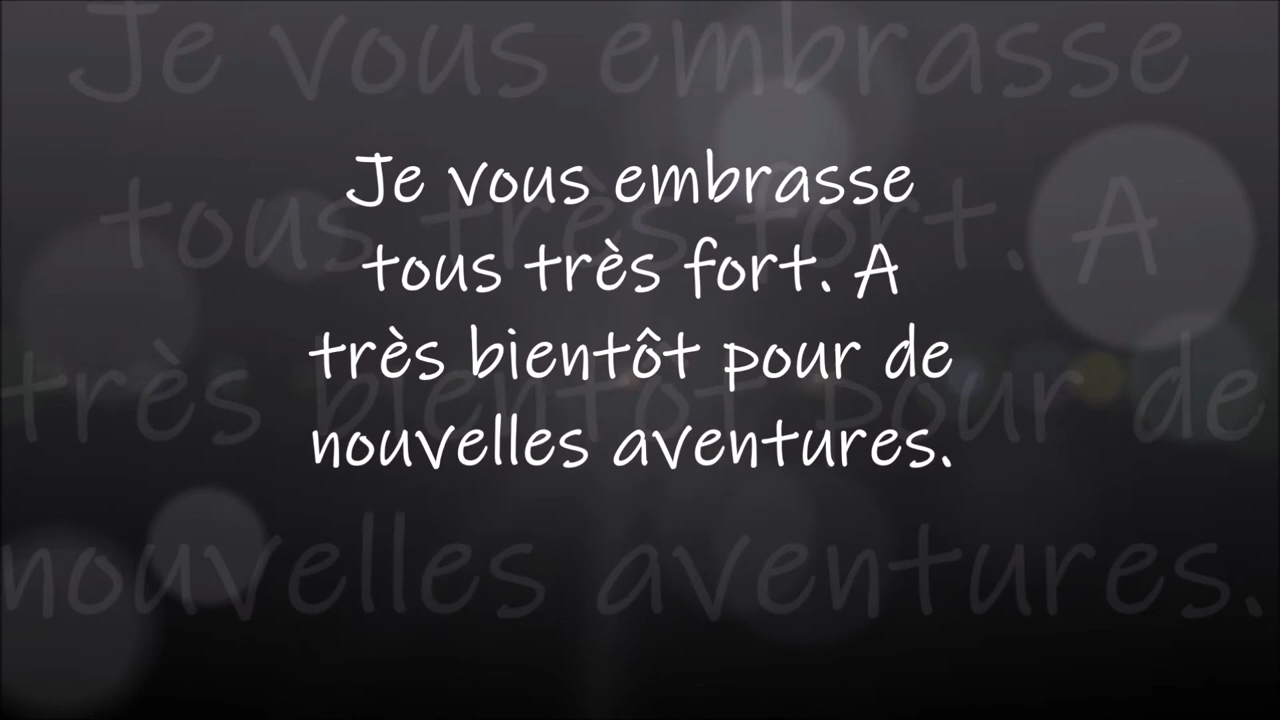 Je vous embrasse
tous très fort. A
très bientôt pour de
nouvelles aventures.